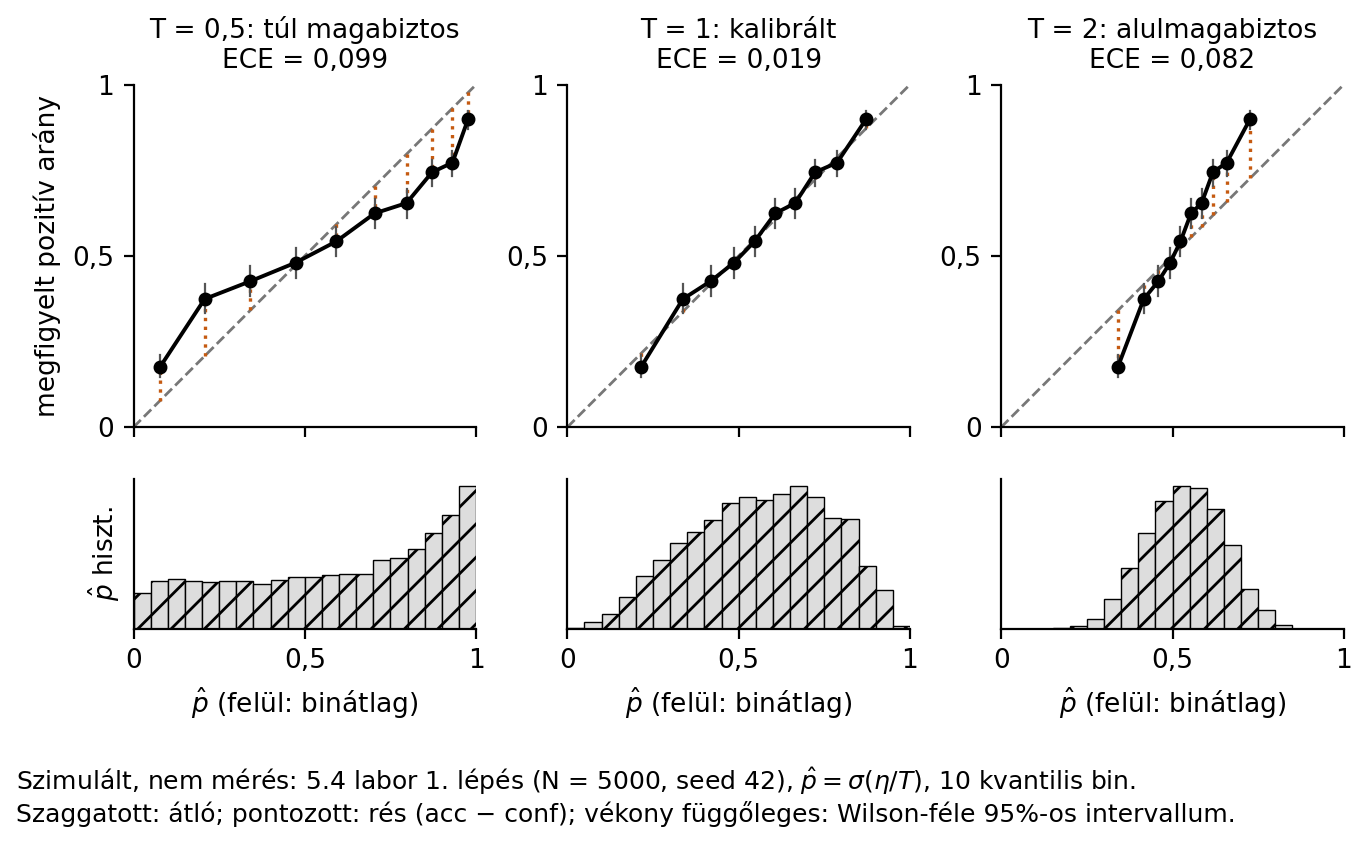 T = 0,5: túl magabiztos
ECE = 0,099
T = 1: kalibrált
ECE = 0,019
T = 2: alulmagabiztos
ECE = 0,082
megfigyelt pozitív arány
1
0,5
0
1
0,5
0
1
0,5
0
p̂ hiszt.
0
0,5
1
0
0,5
1
0
0,5
1
p̂ (felül: binátlag)
p̂ (felül: binátlag)
p̂ (felül: binátlag)
Szimulált, nem mérés: 5.4 labor 1. lépés (N = 5000, seed 42), p̂ = σ(η/T), 10 kvantilis bin.
Szaggatott: átló; pontozott: rés (acc − conf); vékony függőleges: Wilson-féle 95%-os intervallum.